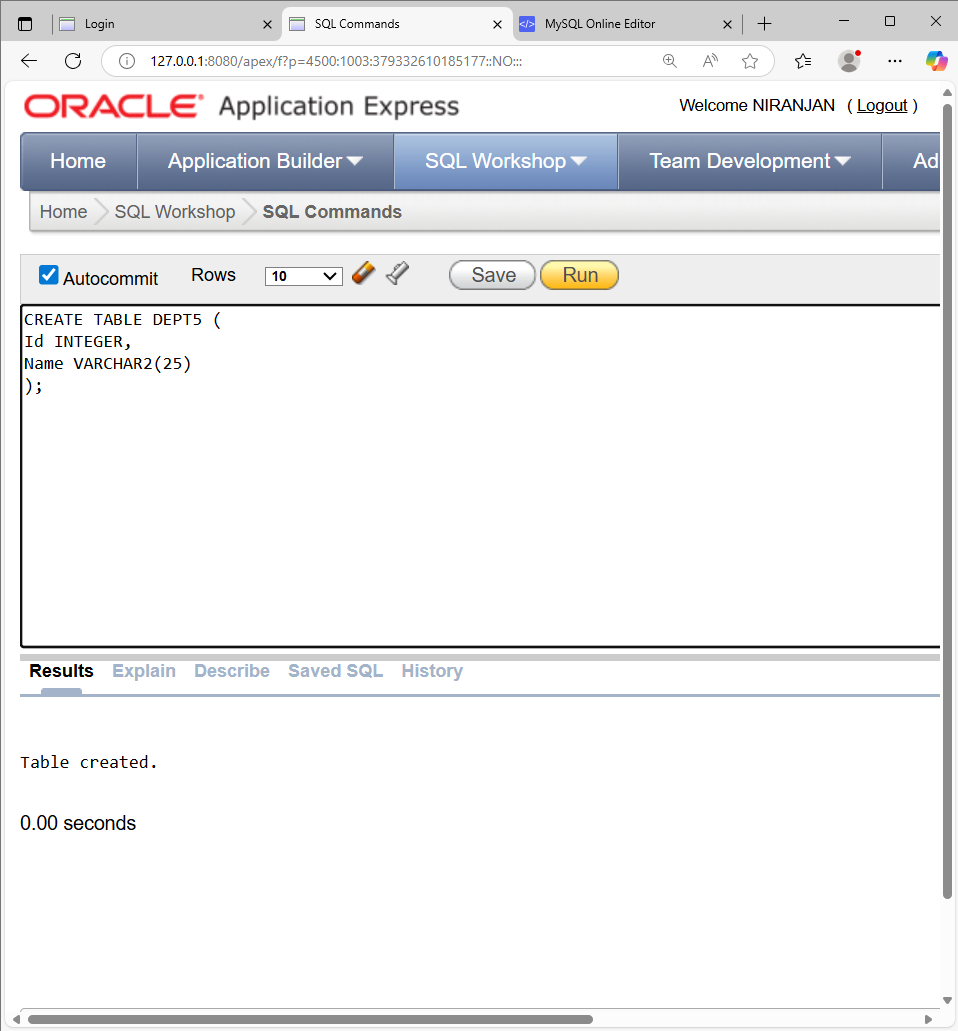 Login
SQL Commands
MySQL Online Editor
127.0.0.1:8080/apex/f?p=4500:1003:379332610185177::NO:::
ORACLE Application Express
Welcome NIRANJAN ( Logout )
Home Application Builder SQL Workshop Team Development Ad
Home SQL Workshop SQL Commands
Autocommit Rows 10 Save Run
CREATE TABLE DEPT5 (
Id INTEGER,
Name VARCHAR2(25)
);
Results Explain Describe Saved SQL History
Table created.
0.00 seconds